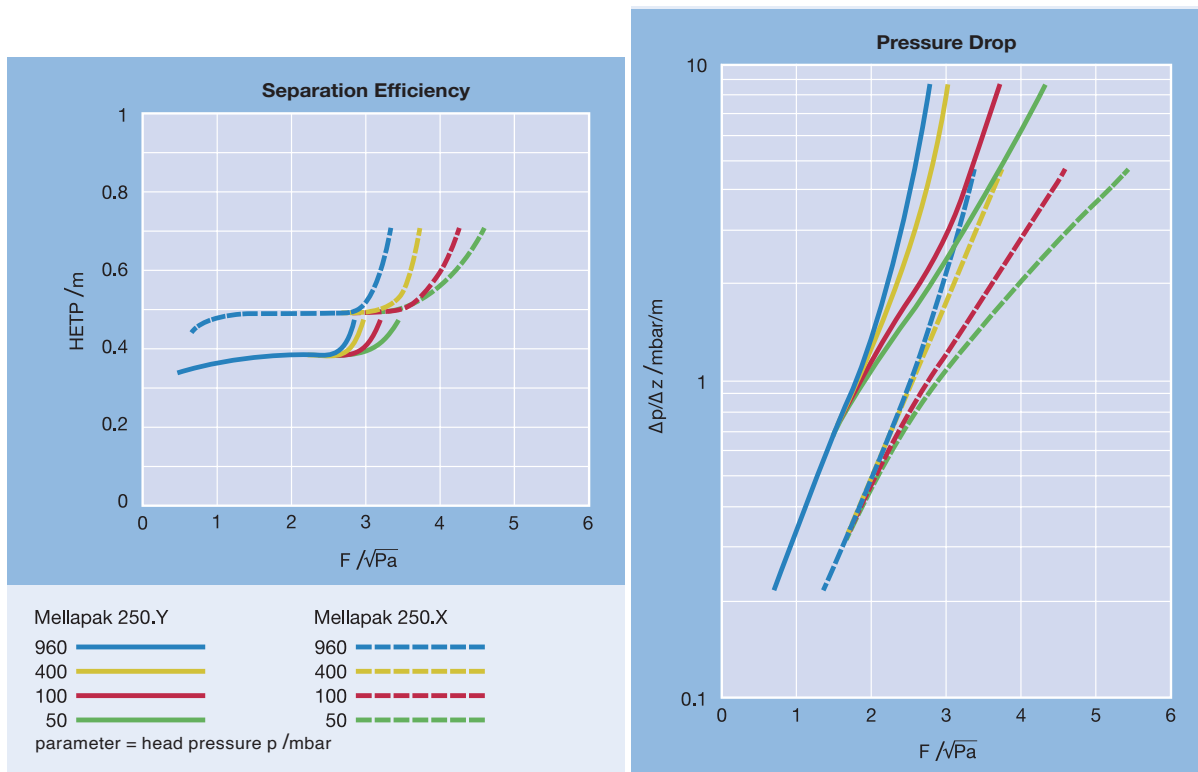 Separation Efficiency
1
0.8
0.6
0.4
0.2
0
HETP /m
0 1 2 3 4 5 6
F /√Pa
Mellapak 250.Y
960
400
100
50
Mellapak 250.X
960
400
100
50
parameter = head pressure p /mbar
Pressure Drop
10
1
0.1
Δp/Δz /mbar/m
1 2 3 4 5 6
F /√Pa